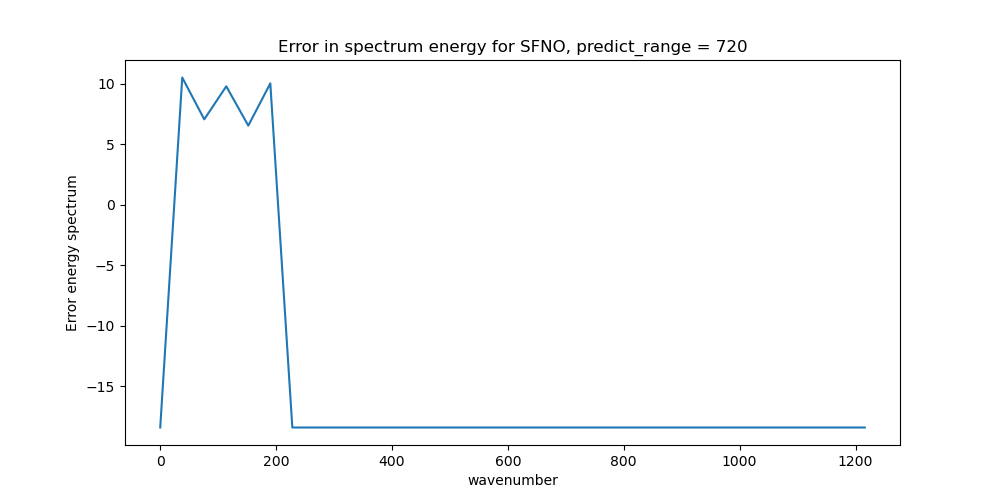 Error in spectrum energy for SFNO, predict_range = 720
Error energy spectrum
10
5
0
−5
−10
−15
0 200 400 600 800 1000 1200
wavenumber